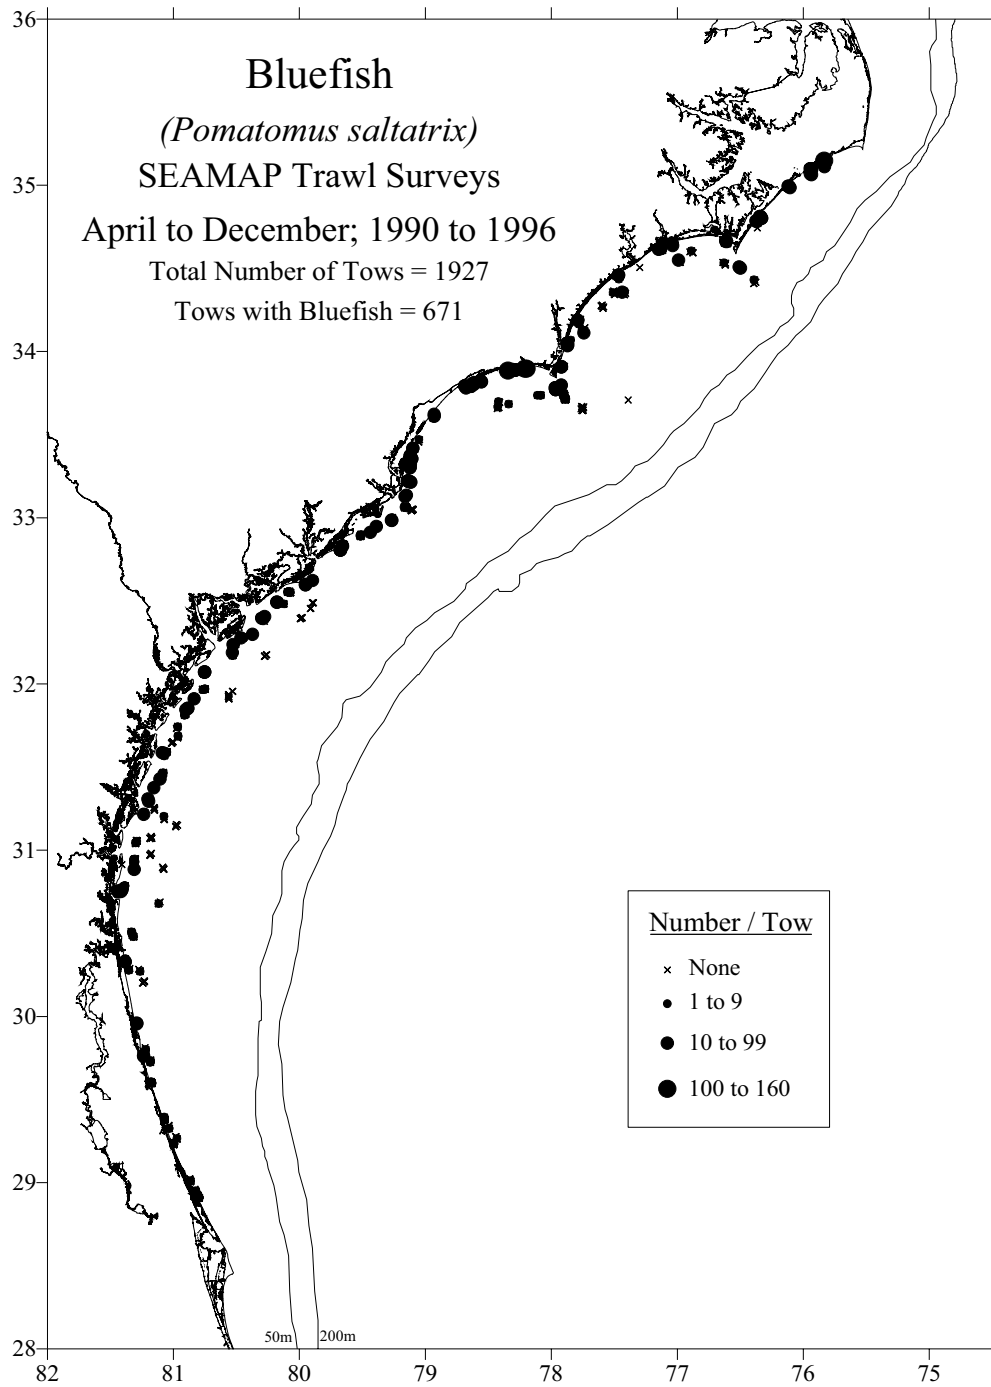 Bluefish
(Pomatomus saltatrix)
SEAMAP Trawl Surveys
April to December; 1990 to 1996
Total Number of Tows = 1927
Tows with Bluefish = 671
36
35
34
33
32
31
30
29
28
Number / Tow
None
1 to 9
10 to 99
100 to 160
50m
200m
82
81
80
79
78
77
76
75